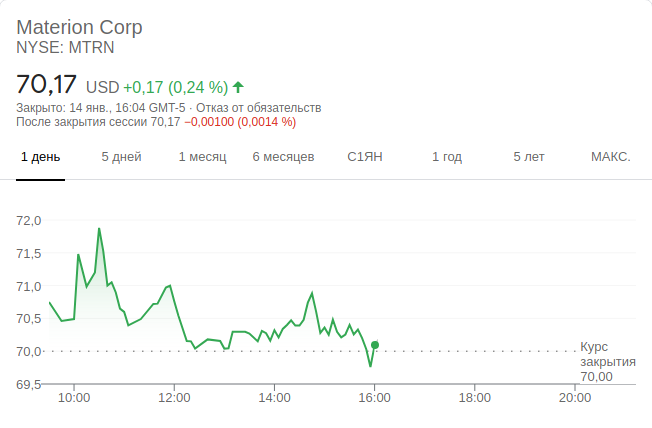 Materion Corp
NYSE: MTRN
70,17 USD +0,17 (0,24 %)
Закрыто: 14 янв., 16:04 GMT-5 · Отказ от обязательств
После закрытия сессии 70,17 −0,00100 (0,0014 %)
1 день 5 дней 1 месяц 6 месяцев С1ЯН 1 год 5 лет МАКС.
72,0
71,5
71,0
70,5
70,0
69,5
Курс
закрытия
70,00
10:00 12:00 14:00 16:00 18:00 20:00